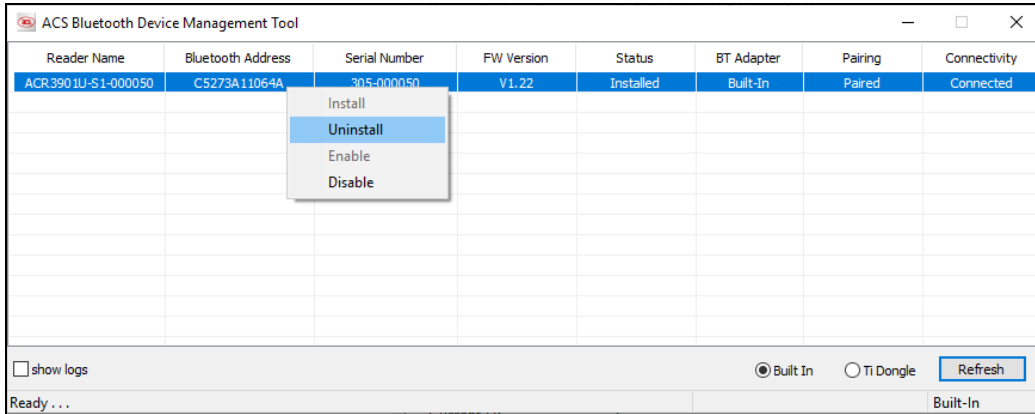 ACS Bluetooth Device Management Tool
Reader Name Bluetooth Address Serial Number FW Version Status BT Adapter Pairing Connectivity
ACR3901U-S1-000050 C5273A11064A 305-000050 V1.22 Installed Built-In Paired Connected
Install
Uninstall
Enable
Disable
show logs Built In Ti Dongle Refresh
Ready . . . Built-In